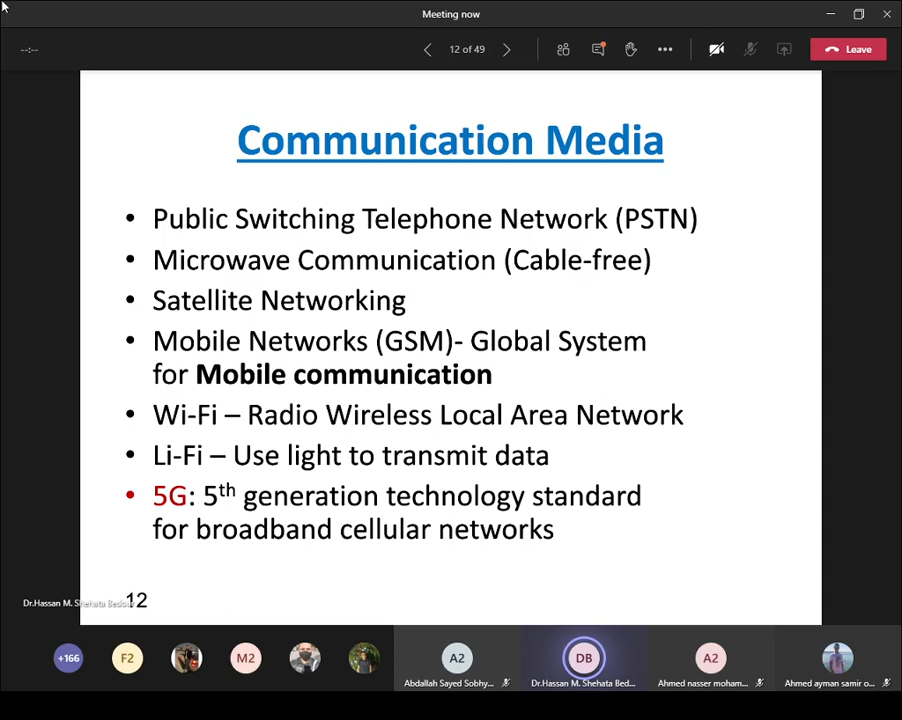 Meeting now
--:--
12 of 49
Leave
Communication Media
• Public Switching Telephone Network (PSTN)
• Microwave Communication (Cable-free)
• Satellite Networking
• Mobile Networks (GSM)- Global System
for Mobile communication
• Wi-Fi – Radio Wireless Local Area Network
• Li-Fi – Use light to transmit data
• 5G: 5th generation technology standard
for broadband cellular networks
12
Dr.Hassan M. Shehata Bedour
+166
F2
M2
A2
DB
A2
Abdallah Sayed Sobhy...
Dr.Hassan M. Shehata Bed...
Ahmed nasser moham...
Ahmed ayman samir o...